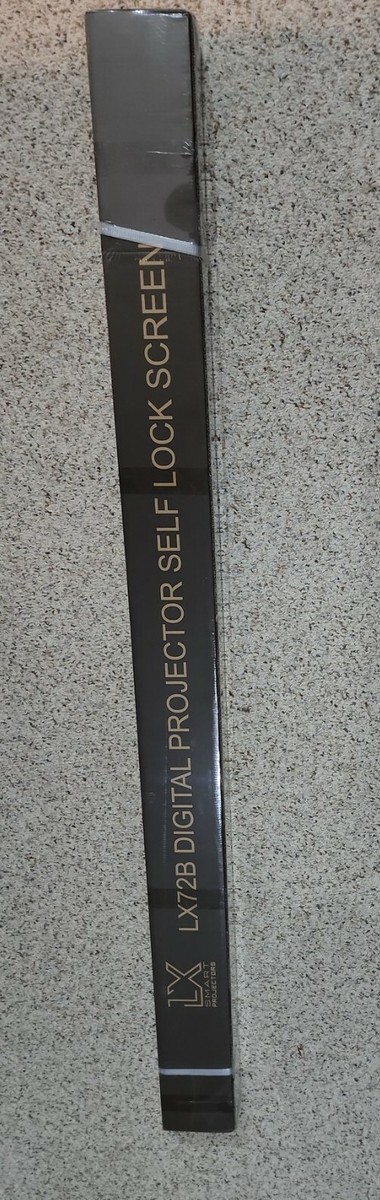 LX
SMART
PROJECTORS
LX72B DIGITAL PROJECTOR SELF LOCK SCREEN